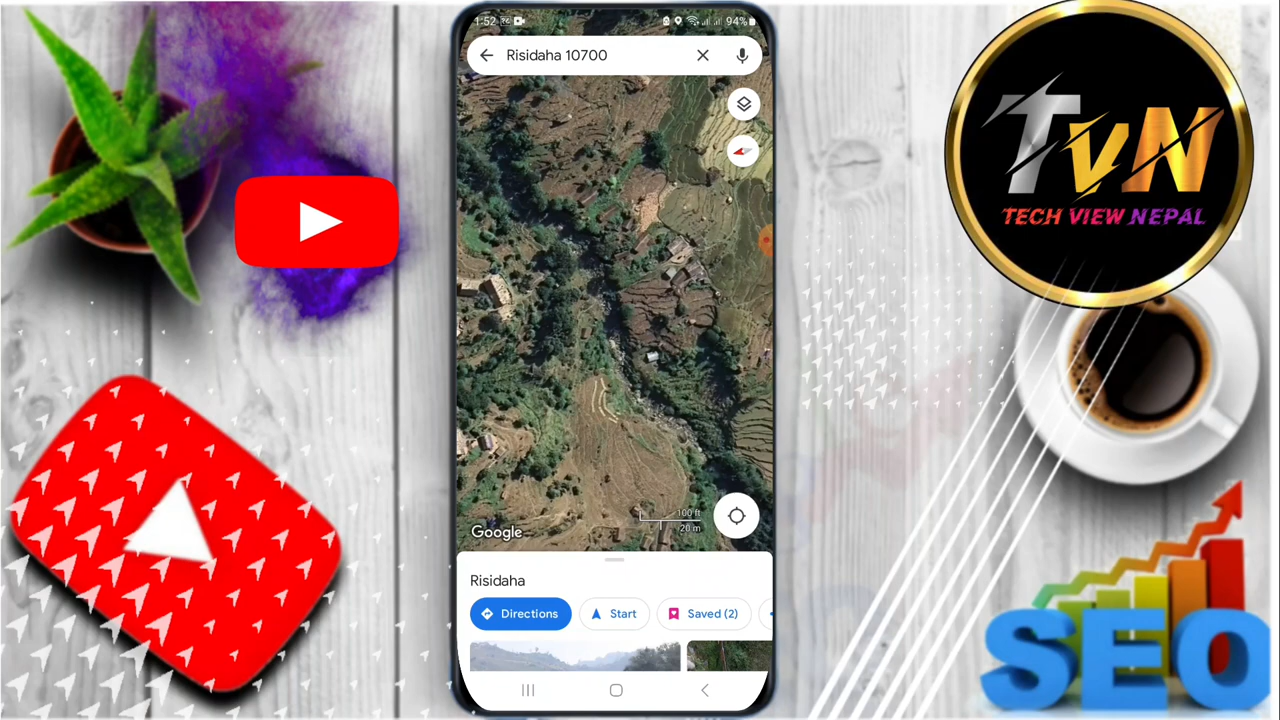 1:52
94%
Risidaha 10700
100 ft
20 m
Google
Risidaha
Directions
Start
Saved (2)
TVN
TECH VIEW NEPAL
SEO